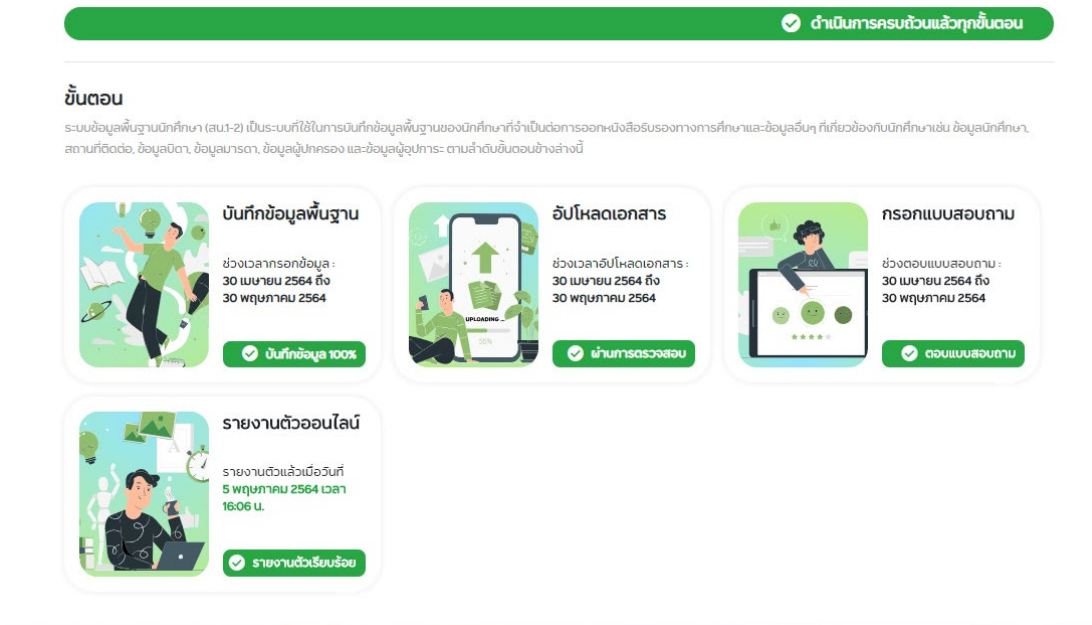 ดำเนินการครบถ้วนแล้วทุกขั้นตอน
ขั้นตอน
ระบบข้อมูลพื้นฐานนักศึกษา (สน.1-2) เป็นระบบที่ใช้ในการบันทึกข้อมูลพื้นฐานของนักศึกษาที่จำเป็นต่อการออกหนังสือรับรองทางการศึกษาและข้อมูลอื่นๆ ที่เกี่ยวข้องกับนักศึกษาเช่น ข้อมูลนักศึกษา,
สถานที่ติดต่อ, ข้อมูลบิดา, ข้อมูลมารดา, ข้อมูลผู้ปกครอง และข้อมูลผู้อุปการะ ตามลำดับขั้นตอนข้างล่างนี้
บันทึกข้อมูลพื้นฐาน
ช่วงเวลากรอกข้อมูล :
30 เมษายน 2564 ถึง
30 พฤษภาคม 2564
บันทึกข้อมูล 100%
UPLOADING ...
55%
อัปโหลดเอกสาร
ช่วงเวลาอัปโหลดเอกสาร :
30 เมษายน 2564 ถึง
30 พฤษภาคม 2564
ผ่านการตรวจสอบ
กรอกแบบสอบถาม
ช่วงตอบแบบสอบถาม :
30 เมษายน 2564 ถึง
30 พฤษภาคม 2564
ตอบแบบสอบถาม
A
รายงานตัวออนไลน์
รายงานตัวแล้วเมื่อวันที่
5 พฤษภาคม 2564 เวลา
16:06 น.
รายงานตัวเรียบร้อย